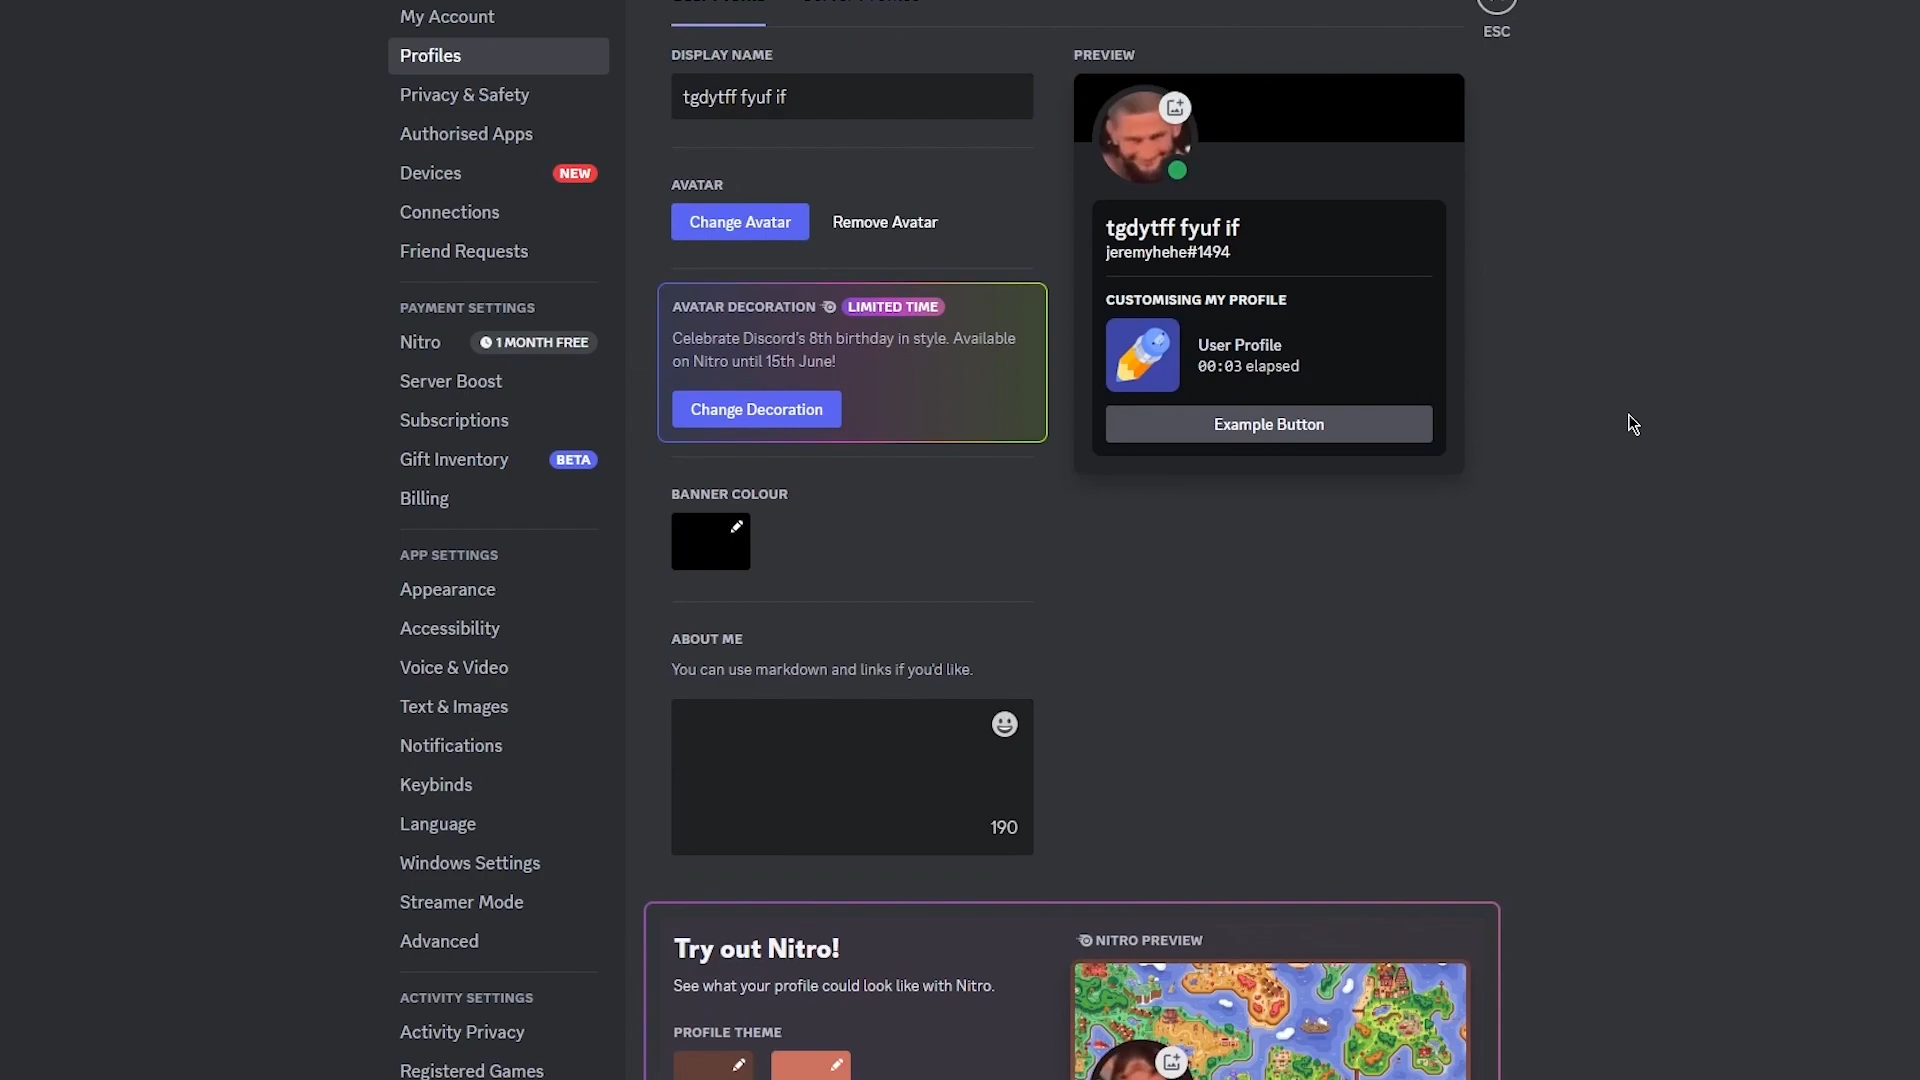 My Account
Profiles
Privacy & Safety
Authorised Apps
Devices NEW
Connections
Friend Requests
PAYMENT SETTINGS
Nitro 1 MONTH FREE
Server Boost
Subscriptions
Gift Inventory BETA
Billing
APP SETTINGS
Appearance
Accessibility
Voice & Video
Text & Images
Notifications
Keybinds
Language
Windows Settings
Streamer Mode
Advanced
ACTIVITY SETTINGS
Activity Privacy
Registered Games
DISPLAY NAME
tgdytff fyuf if
AVATAR
Change Avatar Remove Avatar
AVATAR DECORATION LIMITED TIME
Celebrate Discord's 8th birthday in style. Available
on Nitro until 15th June!
Change Decoration
BANNER COLOUR
ABOUT ME
You can use markdown and links if you'd like.
190
PREVIEW
tgdytff fyuf if
jeremyhehe#1494
CUSTOMISING MY PROFILE
User Profile
00:03 elapsed
Example Button
ESC
Try out Nitro!
See what your profile could look like with Nitro.
PROFILE THEME
NITRO PREVIEW